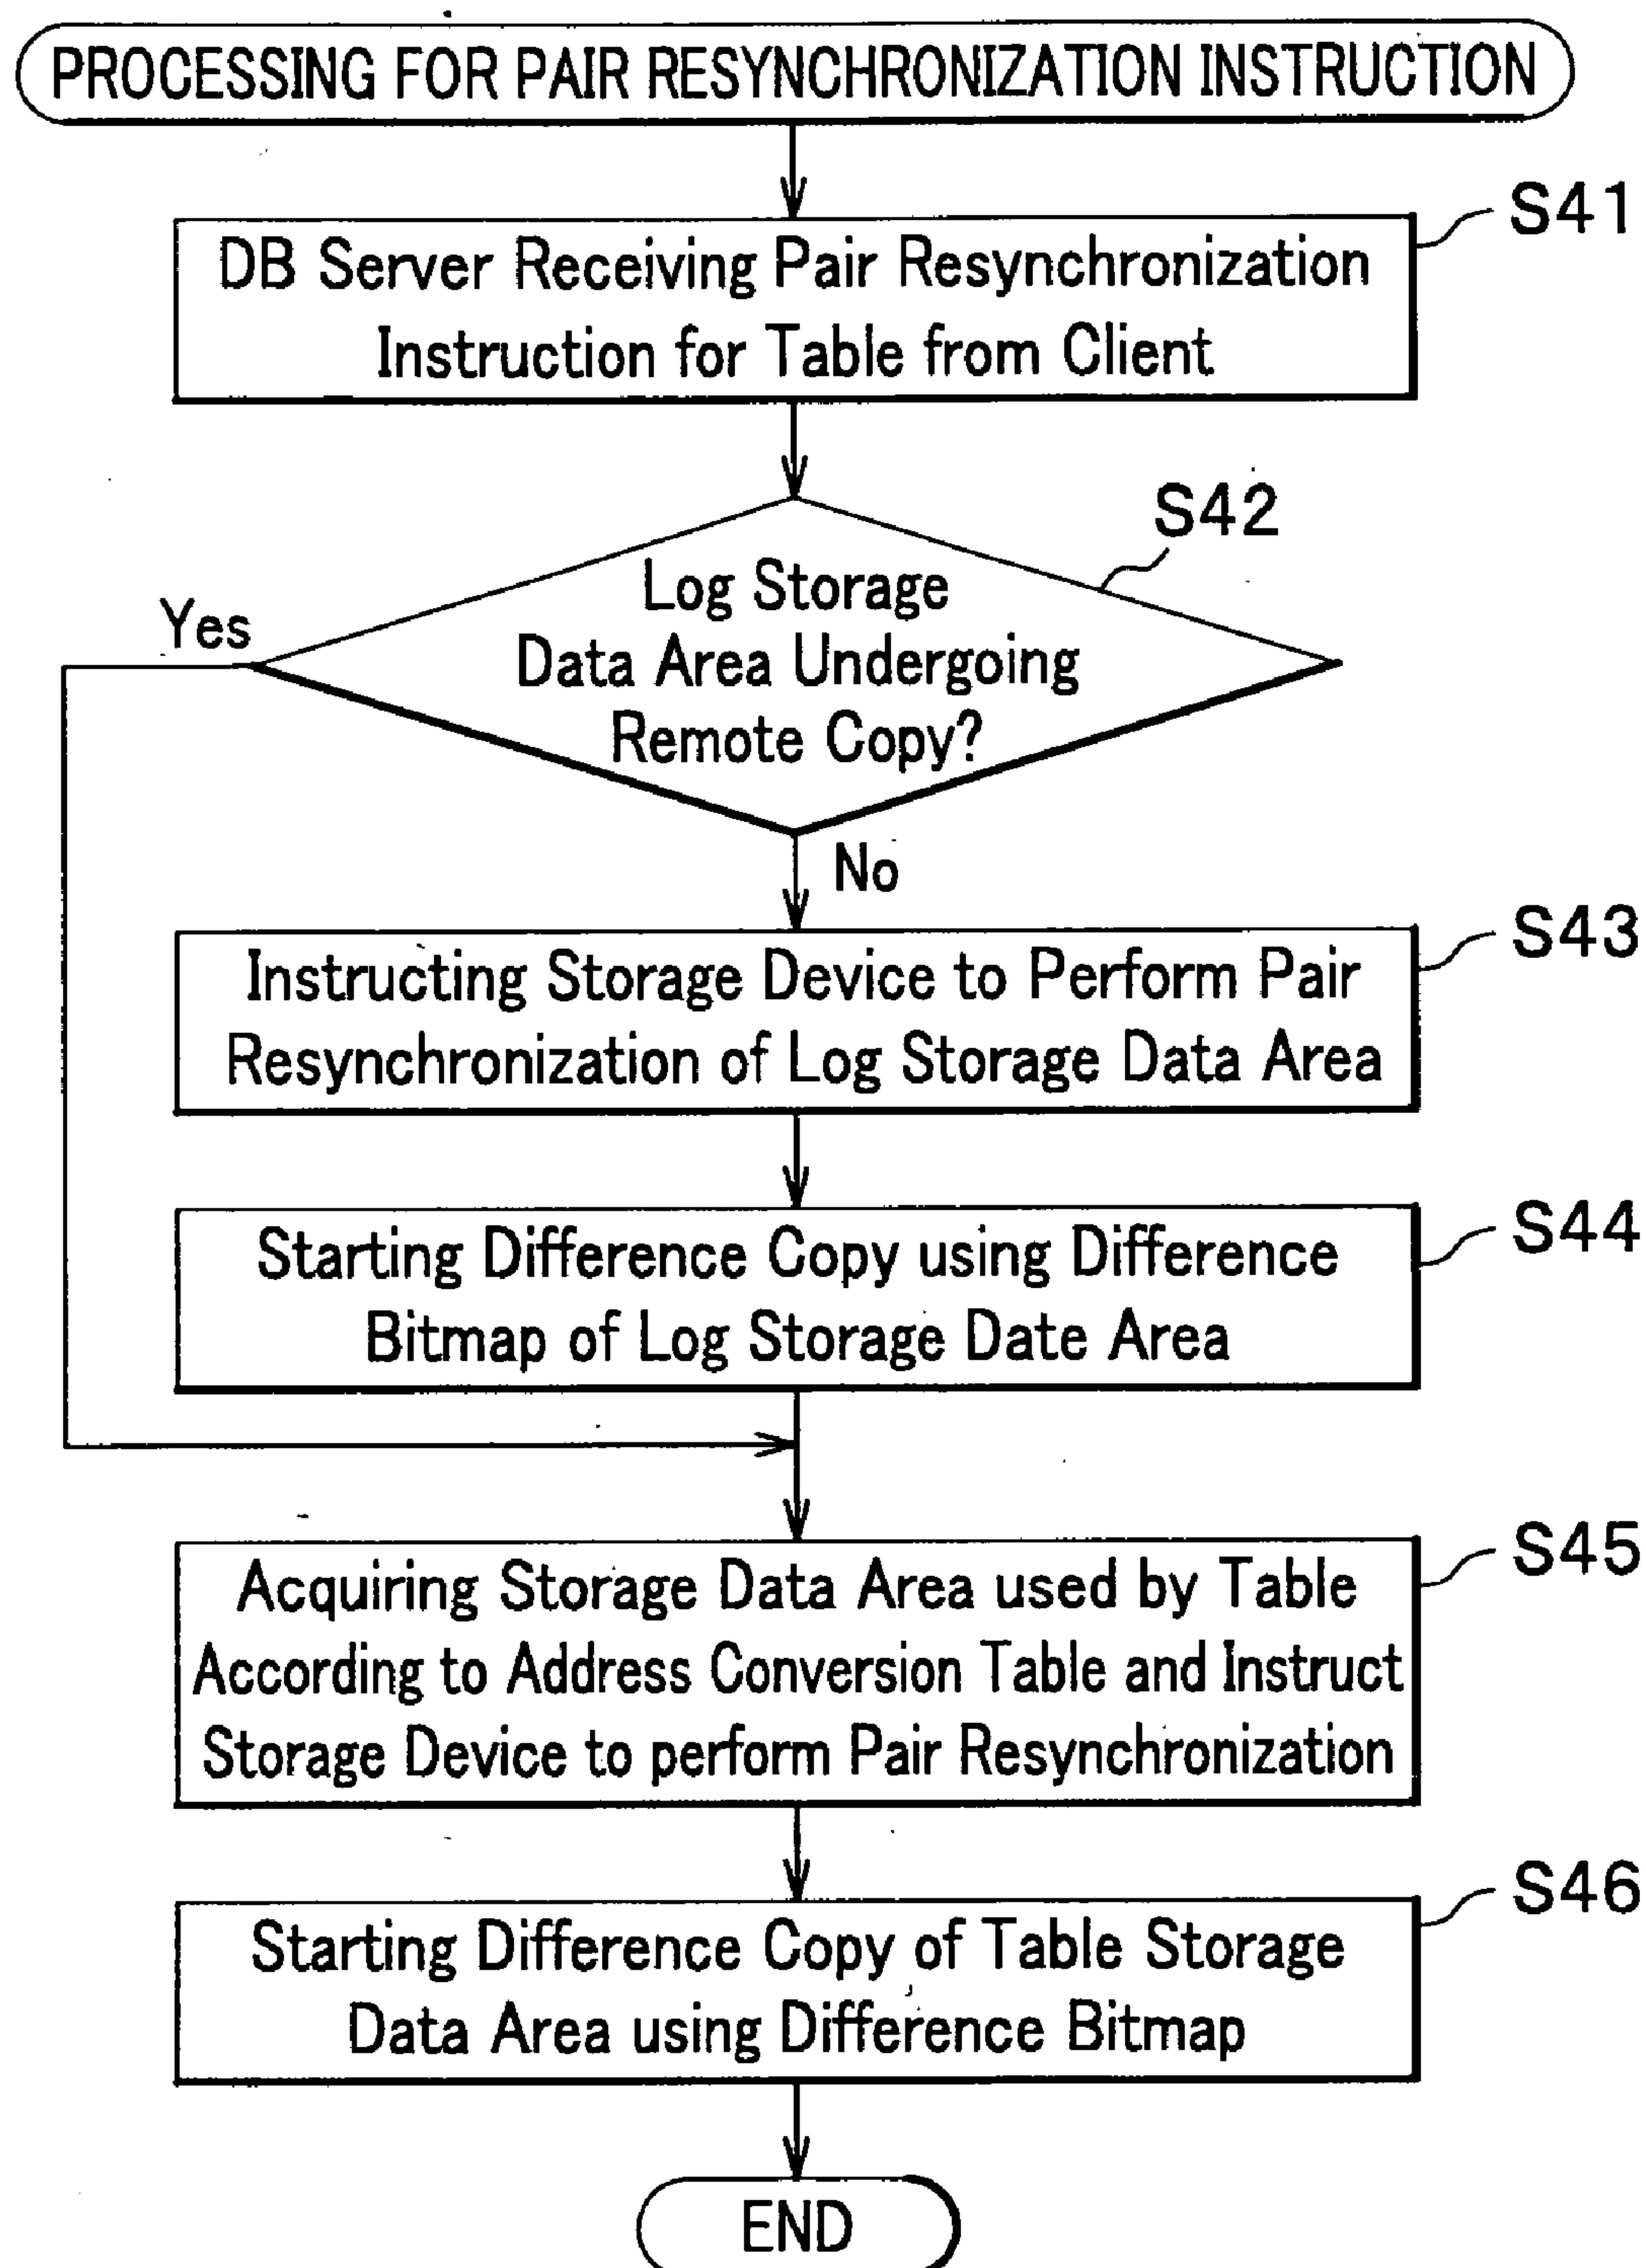 PROCESSING FOR PAIR RESYNCHRONIZATION INSTRUCTION
S41
DB Server Receiving Pair Resynchronization
Instruction for Table from Client
S42
Log Storage
Data Area Undergoing
Remote Copy?
Yes
No
S43
Instructing Storage Device to Perform Pair
Resynchronization of Log Storage Data Area
S44
Starting Difference Copy using Difference
Bitmap of Log Storage Date Area
S45
Acquiring Storage Data Area used by Table
According to Address Conversion Table and Instruct
Storage Device to perform Pair Resynchronization
S46
Starting Difference Copy of Table Storage
Data Area using Difference Bitmap
END